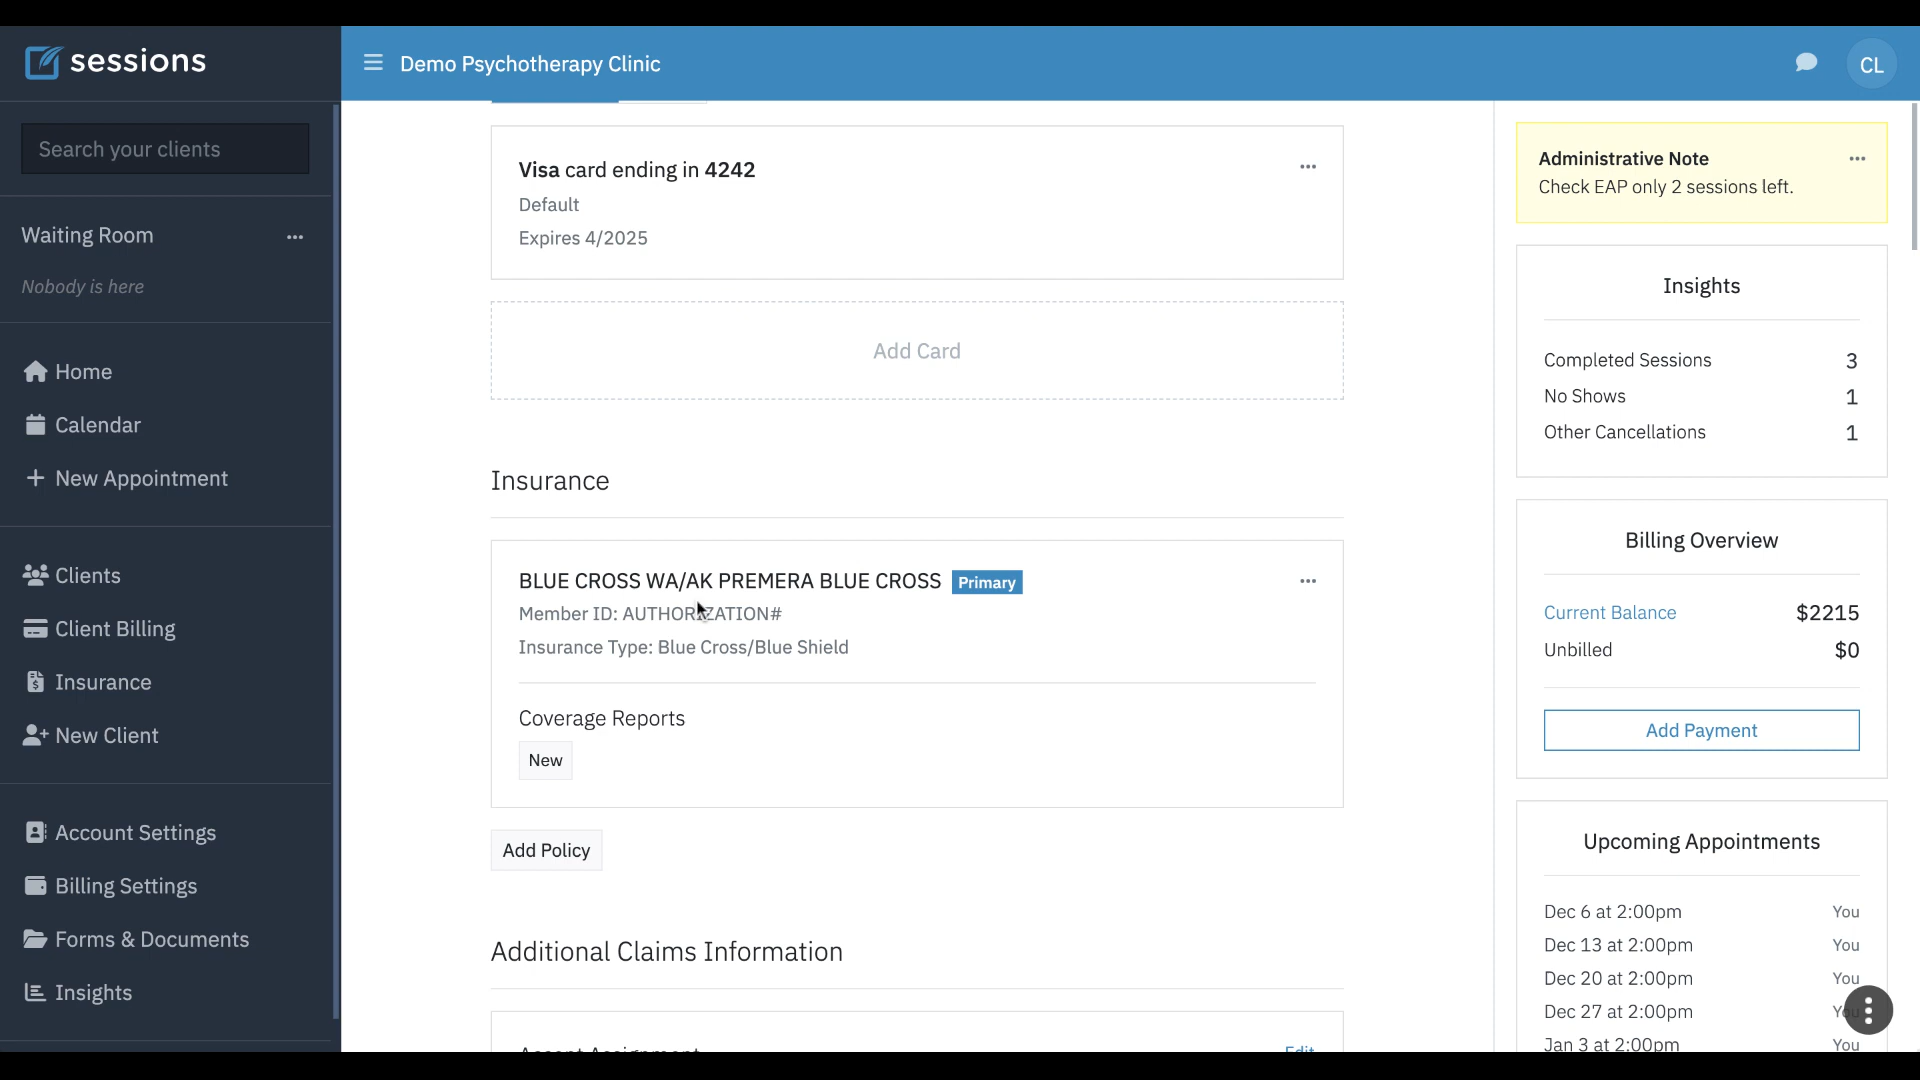 sessions
Demo Psychotherapy Clinic
CL
Search your clients
Waiting Room
Nobody is here
Home
Calendar
New Appointment
Clients
Client Billing
Insurance
New Client
Account Settings
Billing Settings
Forms & Documents
Insights
Visa card ending in 4242
Default
Expires 4/2025
Add Card
Insurance
BLUE CROSS WA/AK PREMERA BLUE CROSS Primary
Member ID: AUTHORIZATION#
Insurance Type: Blue Cross/Blue Shield
Coverage Reports
New
Add Policy
Additional Claims Information
Accept Assignment Edit
Administrative Note
Check EAP only 2 sessions left.
Insights
Completed Sessions 3
No Shows 1
Other Cancellations 1
Billing Overview
Current Balance $2215
Unbilled $0
Add Payment
Upcoming Appointments
Dec 6 at 2:00pm You
Dec 13 at 2:00pm You
Dec 20 at 2:00pm You
Dec 27 at 2:00pm You
Jan 3 at 2:00pm You